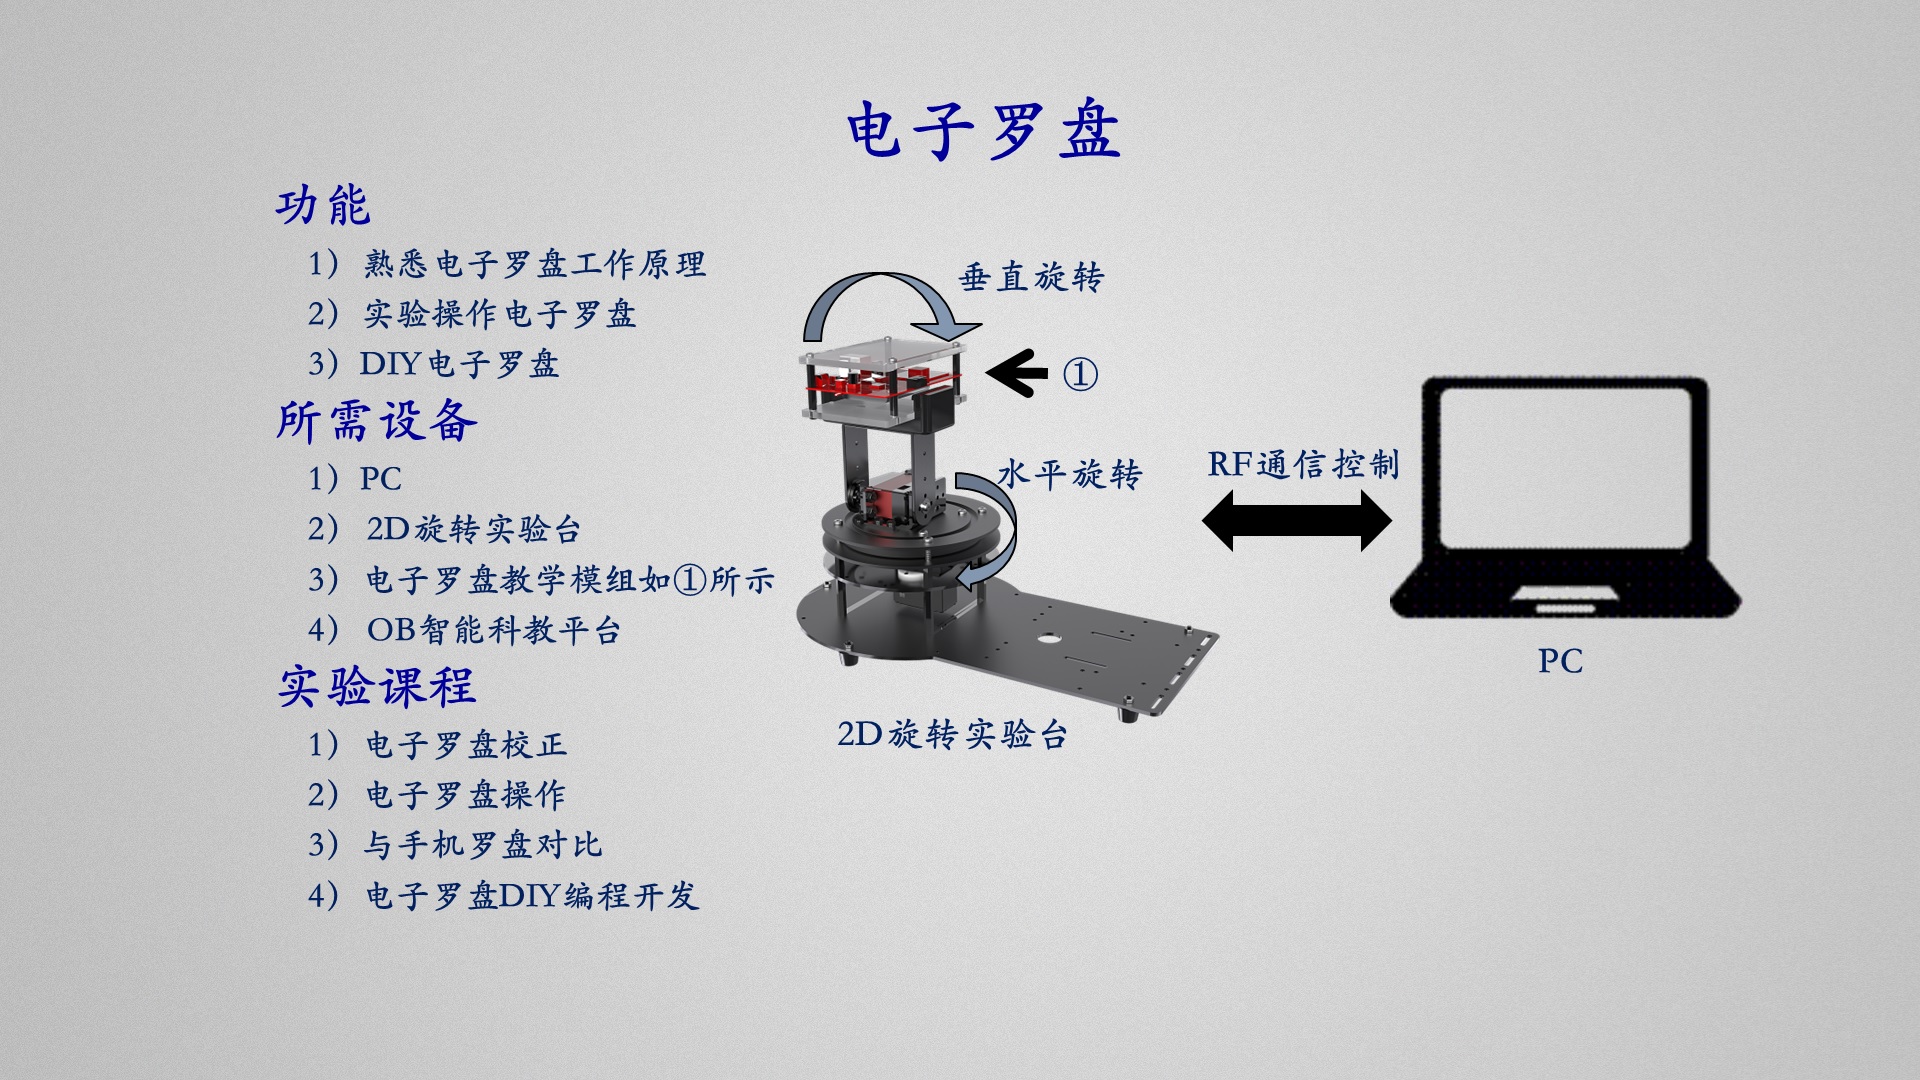 电子罗盘
功能
1） 熟悉电子罗盘工作原理
2） 实验操作电子罗盘
3）DIY电子罗盘
所需设备
1）PC
2） 2D旋转实验台
3） 电子罗盘教学模组如①所示
4） OB智能科教平台
实验课程
1） 电子罗盘校正
2） 电子罗盘操作
3） 与手机罗盘对比
4） 电子罗盘DIY编程开发
垂直旋转
①
水平旋转
2D旋转实验台
RF通信控制
PC